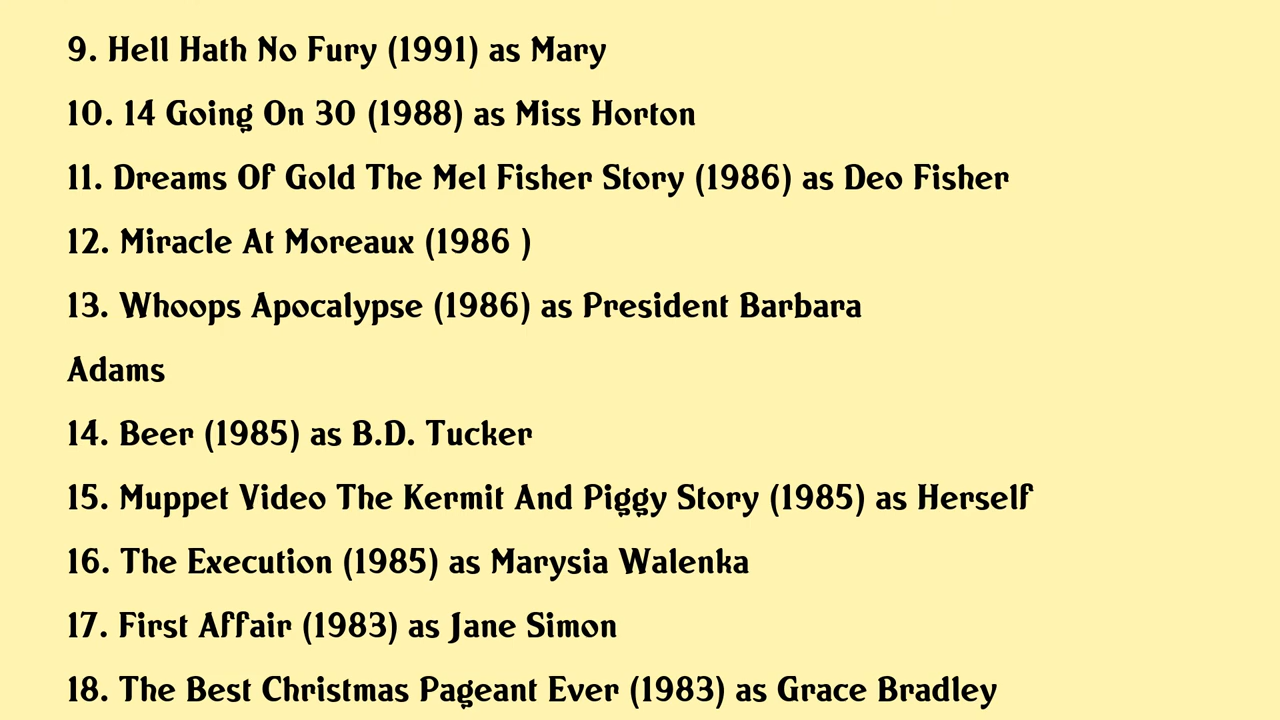 9. Hell Hath No Fury (1991) as Mary
10. 14 Going On 30 (1988) as Miss Horton
11. Dreams Of Gold The Mel Fisher Story (1986) as Deo Fisher
12. Miracle At Moreaux (1986 )
13. Whoops Apocalypse (1986) as President Barbara
Adams
14. Beer (1985) as B.D. Tucker
15. Muppet Video The Kermit And Piggy Story (1985) as Herself
16. The Execution (1985) as Marysia Walenka
17. First Affair (1983) as Jane Simon
18. The Best Christmas Pageant Ever (1983) as Grace Bradley